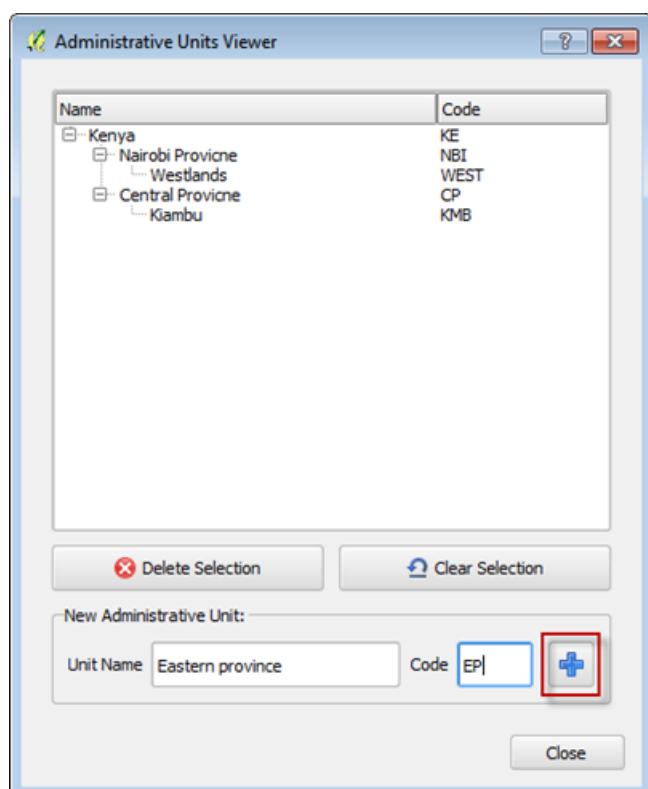 Administrative Units Viewer
Name Code
Kenya KE
Nairobi Provicne NBI
Westlands WEST
Central Provicne CP
Kiambu KMB
Delete Selection Clear Selection
New Administrative Unit:
Unit Name Eastern province Code EP
Close